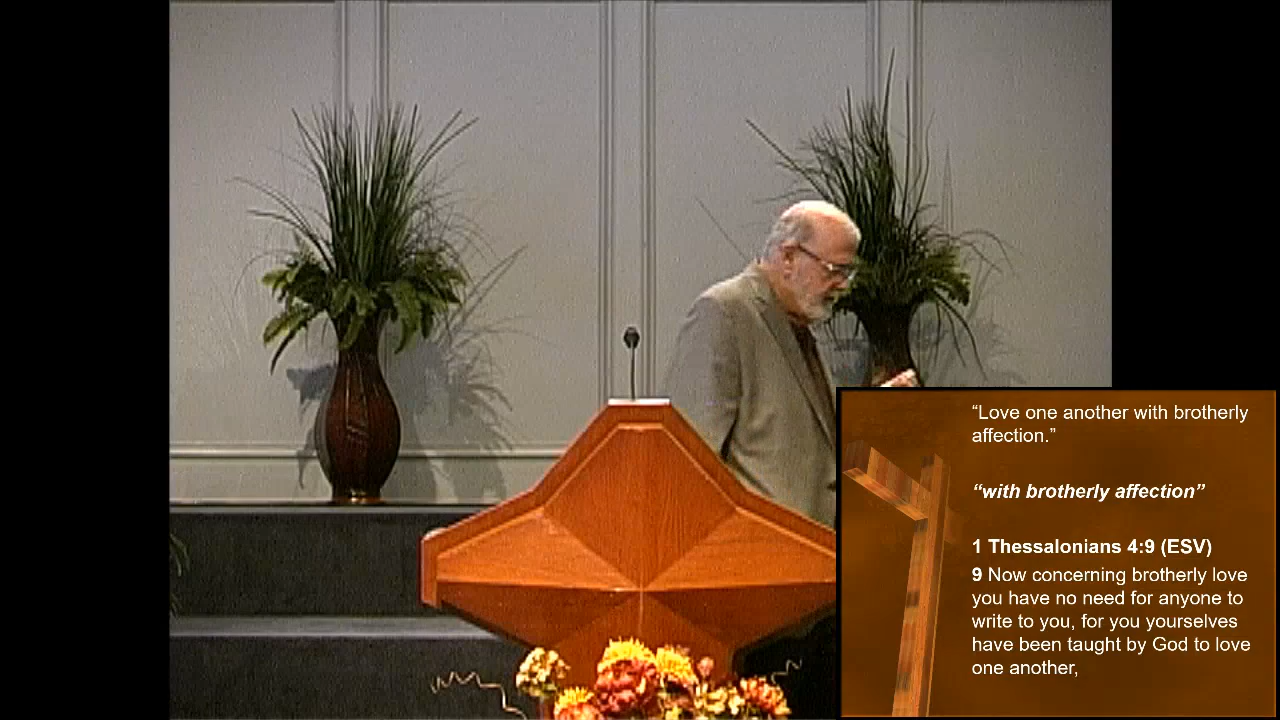 “Love one another with brotherly
affection.”
“with brotherly affection”
1 Thessalonians 4:9 (ESV)
9 Now concerning brotherly love
you have no need for anyone to
write to you, for you yourselves
have been taught by God to love
one another,